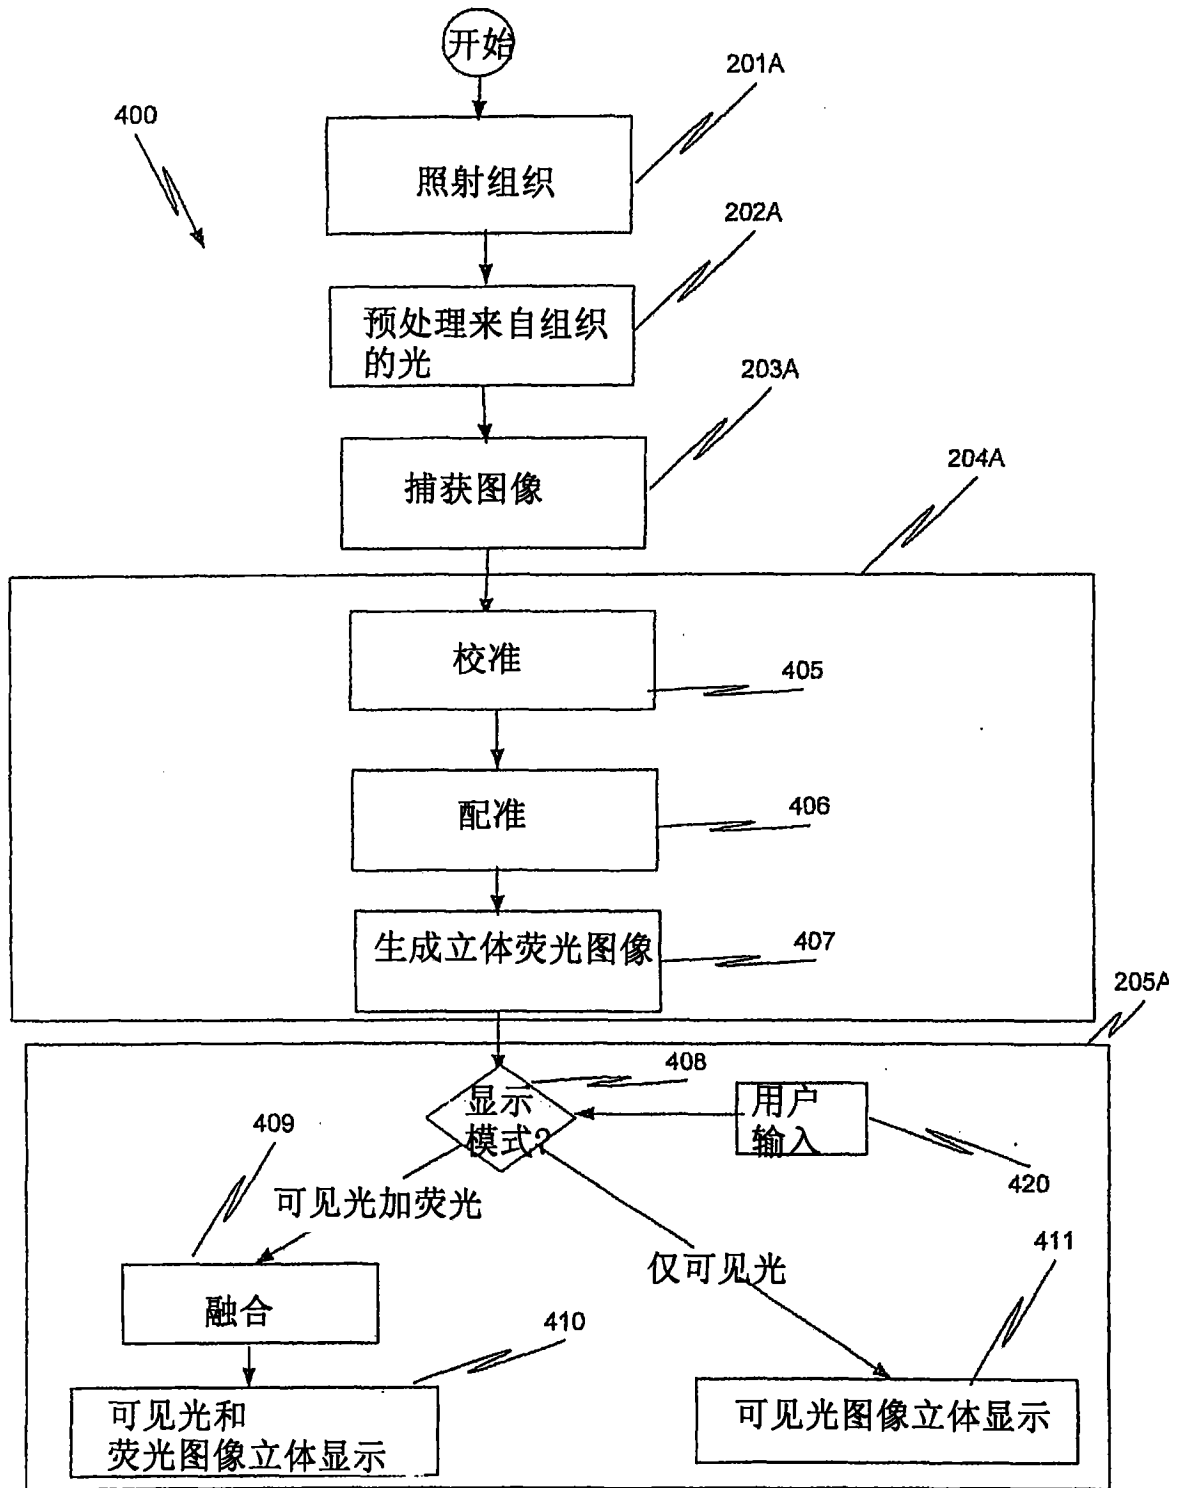 开始
201A
400
照射组织
202A
预处理来自组织
的光
203A
捕获图像
204A
校准
405
配准
406
生成立体荧光图像
407
205A
408
显示
模式?
用户
输入
409
420
可见光加荧光
411
仅可见光
融合
410
可见光和
荧光图像立体显示
可见光图像立体显示